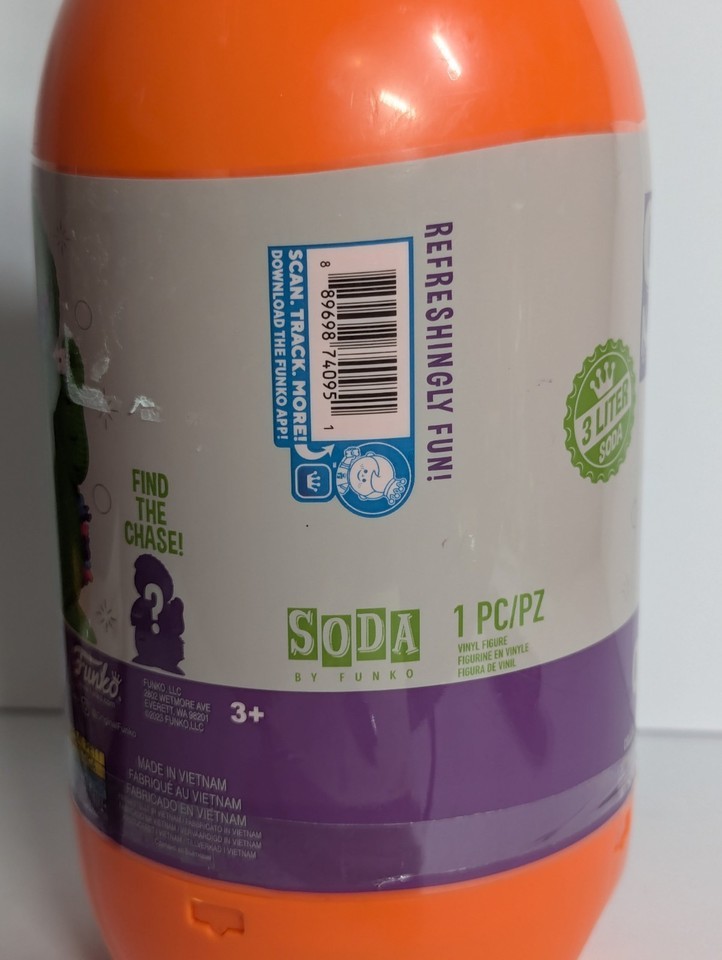 REFRESHINGLY FUN!
8 89698 74095 1
SCAN. TRACK. MORE!
DOWNLOAD THE FUNKO APP!
3 LITER
SODA
FIND
THE
CHASE!
?
SODA
BY FUNKO
1 PC/PZ
VINYL FIGURE
FIGURINE EN VINYLE
FIGURA DE VINIL
Funko
FUNKO, LLC
2802 WETMORE AVE
EVERETT, WA 98201
©2023 FUNKO,LLC
3+
MADE IN VIETNAM
FABRIQUÉ AU VIETNAM
FABRICADO EN VIETNAM